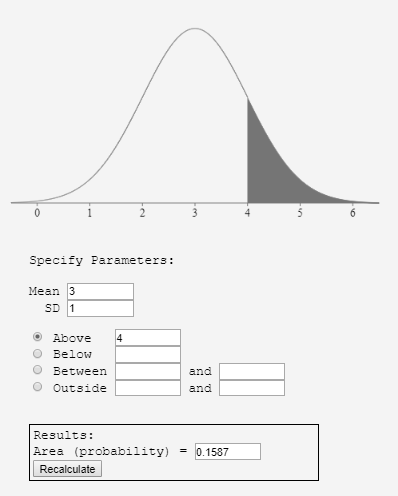 0 1 2 3 4 5 6
Specify Parameters:
Mean 3
SD 1
Above 4
Below
Between and
Outside and
Results:
Area (probability) = 0.1587
Recalculate